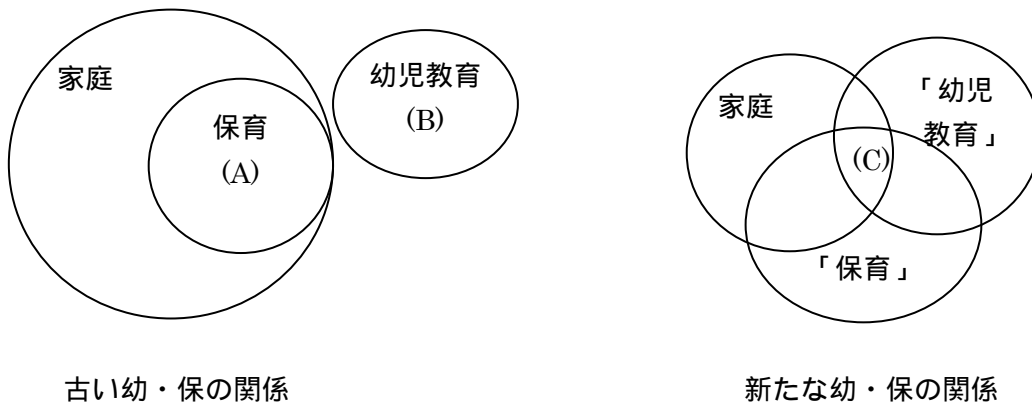 家庭
保育
(A)
幼児教育
(B)
古い幼・保の関係
家庭
「幼児
教育」
(C)
「保育」
新たな幼・保の関係